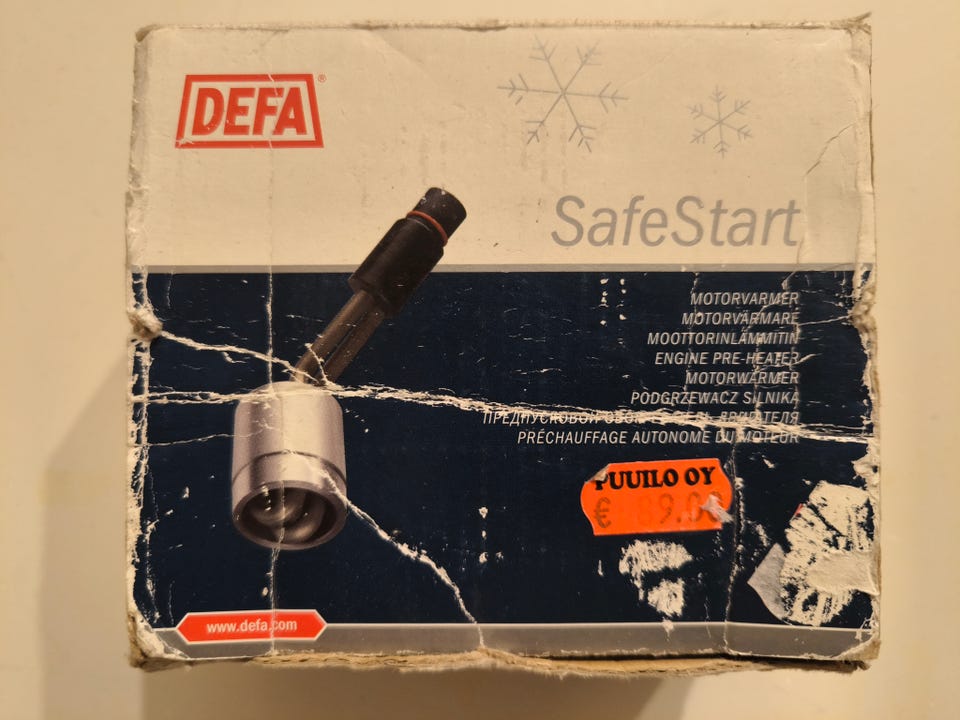 DEFA®
SafeStart
MOTORVARMER
MOTORVÄRMARE
MOOTTORINLÄMMITIN
ENGINE PRE-HEATER
MOTORWÄRMER
PODGRZEWACZ SILNIKA
ПРЕДПУСКОВОЙ ДВИГАТЕЛЯ
PRÉCHAUFFAGE AUTONOME DU MOTEUR
PUUILO OY
€
www.defa.com